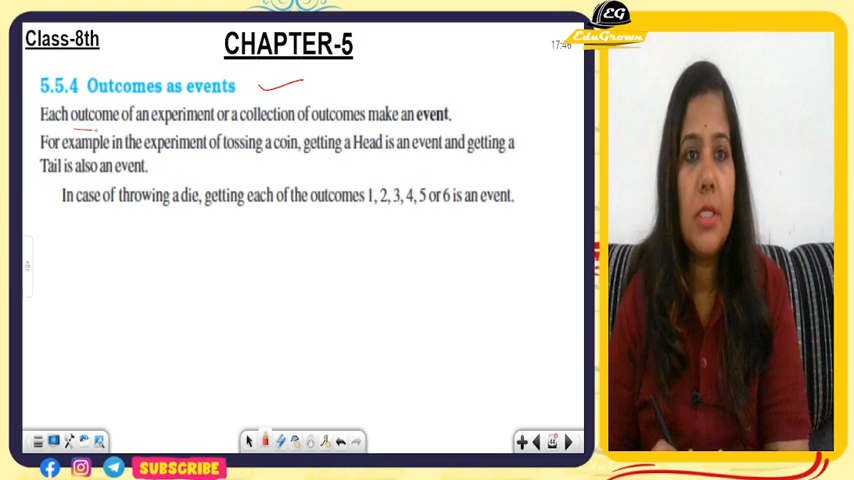 Class-8th
CHAPTER-5
17:46
EG
EduGrown
5.5.4 Outcomes as events
Each outcome of an experiment or a collection of outcomes make an event.
For example in the experiment of tossing a coin, getting a Head is an event and getting a
Tail is also an event.
In case of throwing a die, getting each of the outcomes 1, 2, 3, 4, 5 or 6 is an event.
SUBSCRIBE